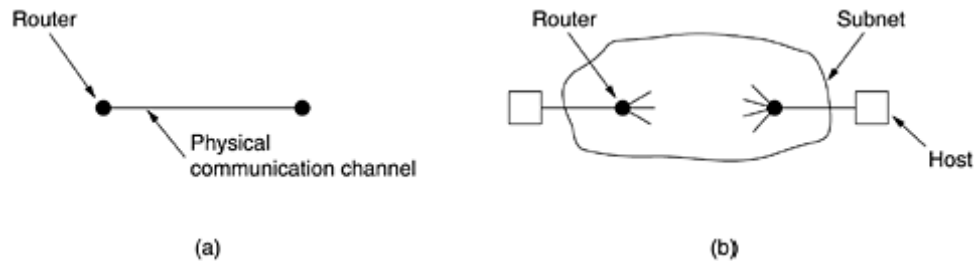 Router
Physical
communication channel
(a)
Router
Subnet
Host
(b)